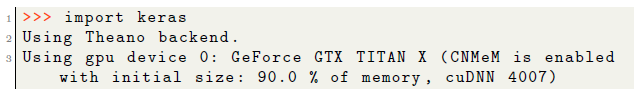 1 >>> import keras
2 Using Theano backend.
3 Using gpu device 0: GeForce GTX TITAN X (CNMeM is enabled
with initial size: 90.0 % of memory, cuDNN 4007)